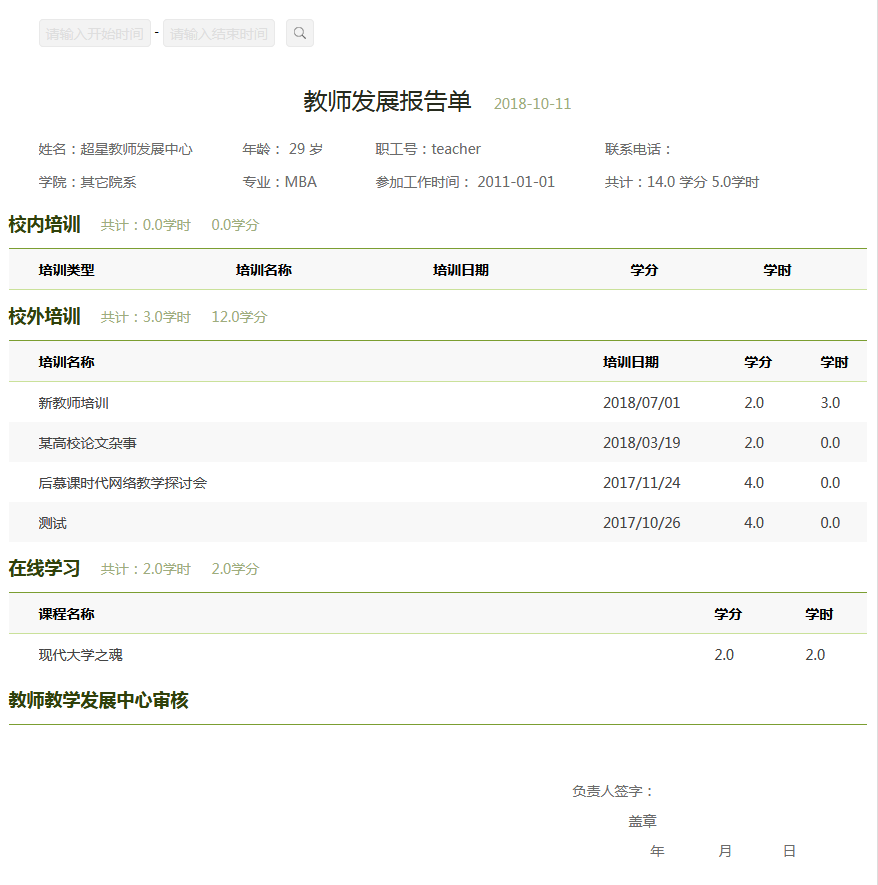 请输入开始时间 - 请输入结束时间
教师发展报告单 2018-10-11
姓名：超星教师发展中心 年龄： 29 岁 职工号：teacher 联系电话：
学院：其它院系 专业：MBA 参加工作时间： 2011-01-01 共计：14.0 学分 5.0学时
校内培训 共计：0.0学时 0.0学分
培训类型 培训名称 培训日期 学分 学时
校外培训 共计：3.0学时 12.0学分
培训名称 培训日期 学分 学时
新教师培训 2018/07/01 2.0 3.0
某高校论文杂事 2018/03/19 2.0 0.0
后慕课时代网络教学探讨会 2017/11/24 4.0 0.0
测试 2017/10/26 4.0 0.0
在线学习 共计：2.0学时 2.0学分
课程名称 学分 学时
现代大学之魂 2.0 2.0
教师教学发展中心审核
负责人签字：
盖章
年 月 日